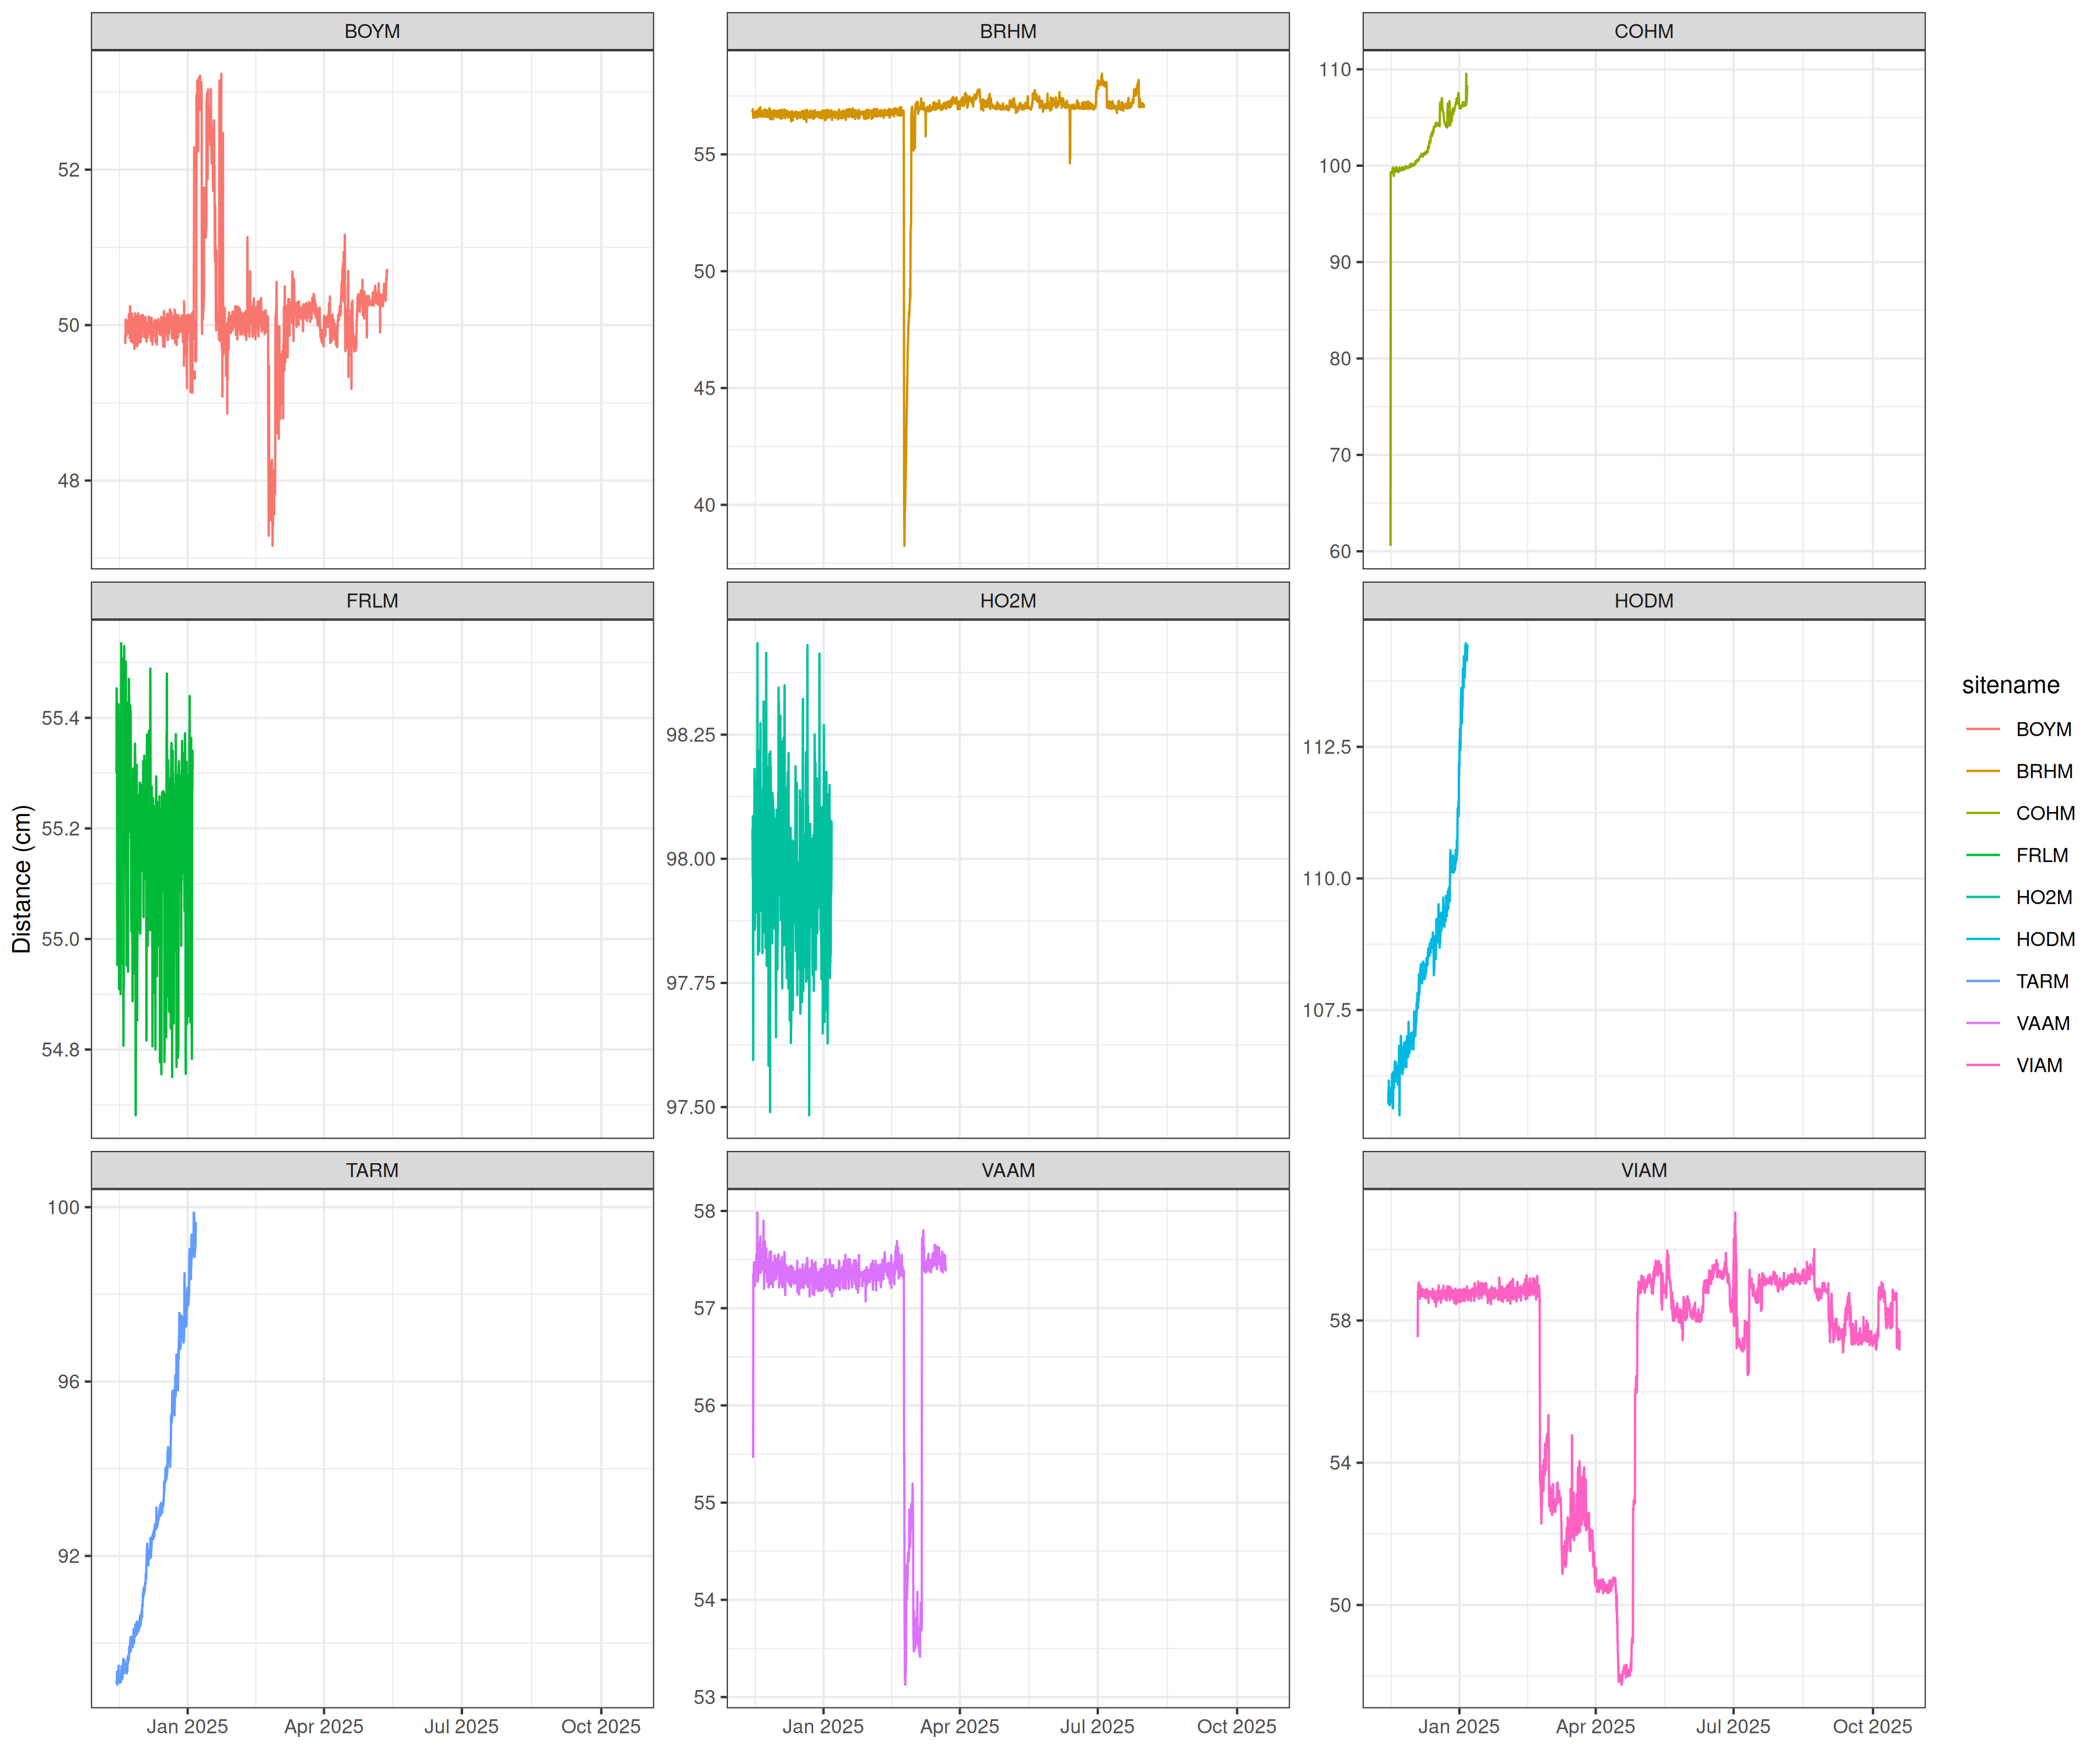 BOYM
BRHM
COHM
52
50
48
55
50
45
40
110
100
90
80
70
60
FRLM
HO2M
HODM
Distance (cm)
55.4
55.2
55.0
54.8
98.25
98.00
97.75
97.50
112.5
110.0
107.5
TARM
VAAM
VIAM
100
96
92
58
57
56
55
54
53
58
54
50
Jan 2025 Apr 2025 Jul 2025 Oct 2025
Jan 2025 Apr 2025 Jul 2025 Oct 2025
Jan 2025 Apr 2025 Jul 2025 Oct 2025
sitename
BOYM
BRHM
COHM
FRLM
HO2M
HODM
TARM
VAAM
VIAM